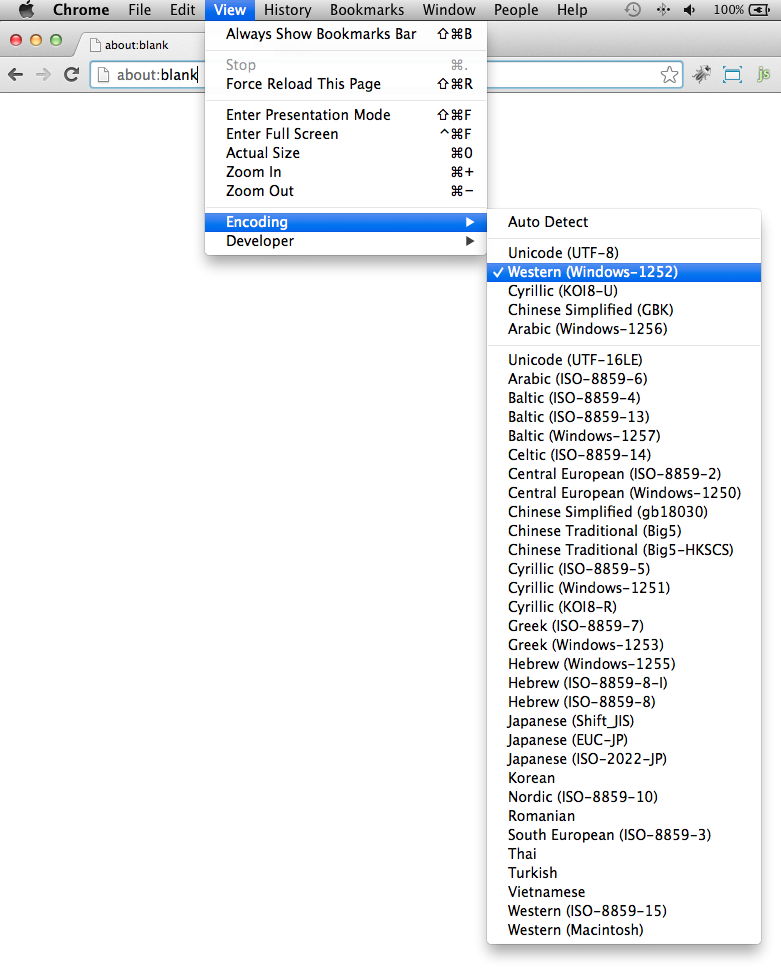 Chrome File Edit View History Bookmarks Window People Help 100%
about:blank
about:blank js
Always Show Bookmarks Bar ⇧⌘B
Stop ⌘.
Force Reload This Page ⇧⌘R
Enter Presentation Mode ⇧⌘F
Enter Full Screen ^⌘F
Actual Size ⌘0
Zoom In ⌘+
Zoom Out ⌘−
Encoding ▶
Developer ▶
Auto Detect
Unicode (UTF-8)
✓ Western (Windows-1252)
Cyrillic (KOI8-U)
Chinese Simplified (GBK)
Arabic (Windows-1256)
Unicode (UTF-16LE)
Arabic (ISO-8859-6)
Baltic (ISO-8859-4)
Baltic (ISO-8859-13)
Baltic (Windows-1257)
Celtic (ISO-8859-14)
Central European (ISO-8859-2)
Central European (Windows-1250)
Chinese Simplified (gb18030)
Chinese Traditional (Big5)
Chinese Traditional (Big5-HKSCS)
Cyrillic (ISO-8859-5)
Cyrillic (Windows-1251)
Cyrillic (KOI8-R)
Greek (ISO-8859-7)
Greek (Windows-1253)
Hebrew (Windows-1255)
Hebrew (ISO-8859-8-I)
Hebrew (ISO-8859-8)
Japanese (Shift_JIS)
Japanese (EUC-JP)
Japanese (ISO-2022-JP)
Korean
Nordic (ISO-8859-10)
Romanian
South European (ISO-8859-3)
Thai
Turkish
Vietnamese
Western (ISO-8859-15)
Western (Macintosh)